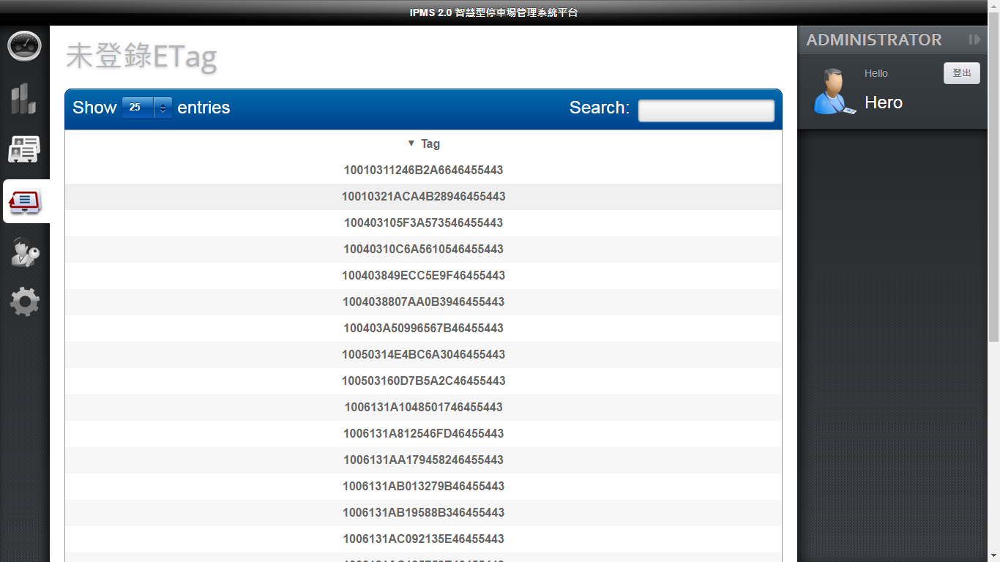 IPMS 2.0 智慧型停車場管理系統平台
未登錄ETag
ADMINISTRATOR
Hello
登出
Hero
Show 25 entries
Search:
Tag
10010311246B2A6646455443
10010321ACA4B28946455443
100403105F3A573546455443
10040310C6A5610546455443
100403849ECC5E9F46455443
1004038807AA0B3946455443
100403A50996567B46455443
10050314E4BC6A3046455443
100503160D7B5A2C46455443
1006131A1048501746455443
1006131A812546FD46455443
1006131AA179458246455443
1006131AB013279B46455443
1006131AB19588B346455443
1006131AC092135E46455443